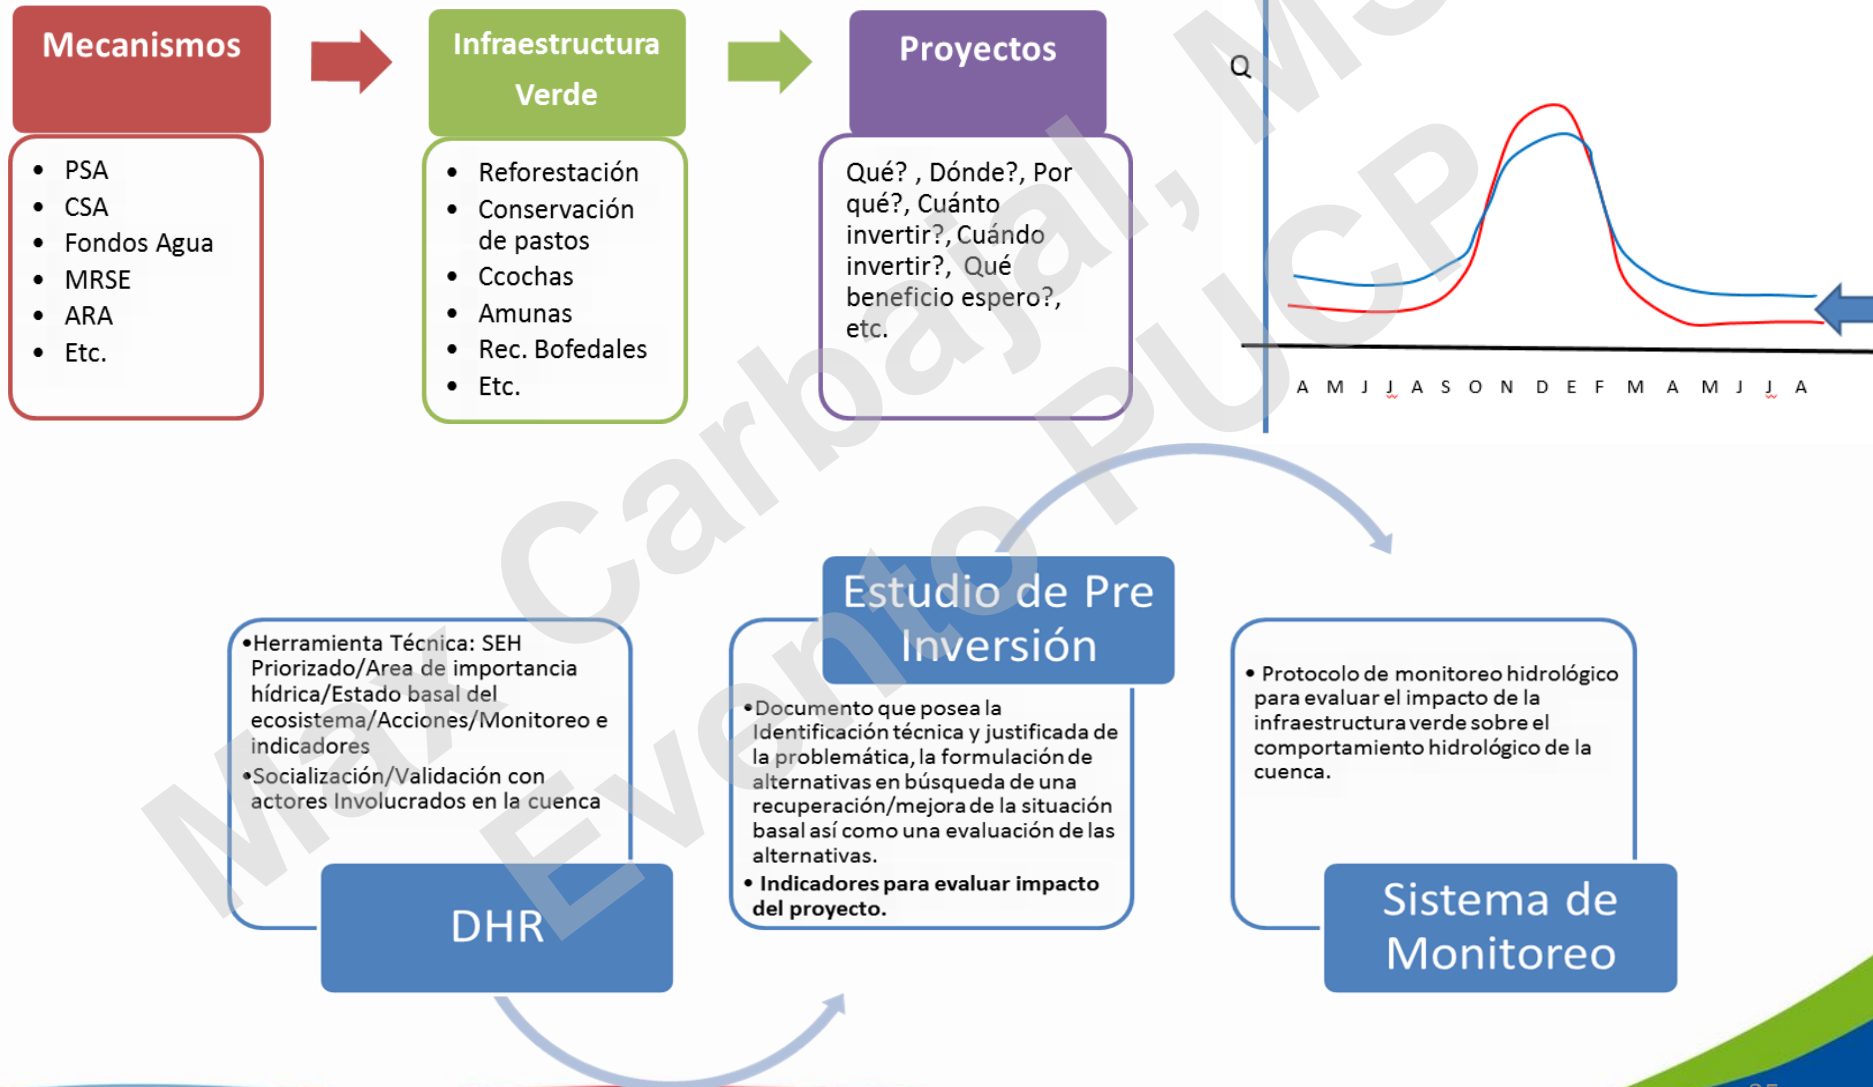 Mecanismos
• PSA
• CSA
• Fondos Agua
• MRSE
• ARA
• Etc.
Infraestructura
Verde
• Reforestación
• Conservación
de pastos
• Ccochas
• Amunas
• Rec. Bofedales
• Etc.
Proyectos
Qué? , Dónde?, Por
qué?, Cuánto
invertir?, Cuándo
invertir?, Qué
beneficio espero?,
etc.
Q
A M J J A S O N D E F M A M J J A
•Herramienta Técnica: SEH
Priorizado/Area de importancia
hídrica/Estado basal del
ecosistema/Acciones/Monitoreo e
indicadores
•Socialización/Validación con
actores Involucrados en la cuenca
DHR
Estudio de Pre
Inversión
•Documento que posea la
Identificación técnica y justificada de
la problemática, la formulación de
alternativas en búsqueda de una
recuperación/mejora de la situación
basal así como una evaluación de las
alternativas.
• Indicadores para evaluar impacto
del proyecto.
• Protocolo de monitoreo hidrológico
para evaluar el impacto de la
infraestructura verde sobre el
comportamiento hidrológico de la
cuenca.
Sistema de
Monitoreo
Max Carbajal,
Evento PUCP